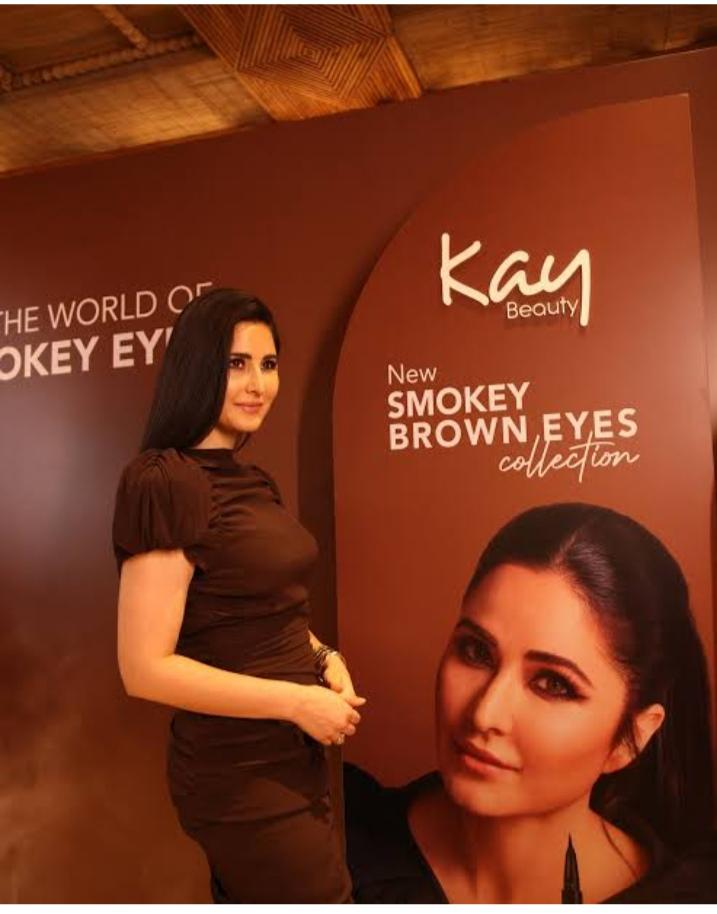 THE WORLD OF
OKEY EY
Kay
Beauty
New
SMOKEY
BROWN EYES
collection